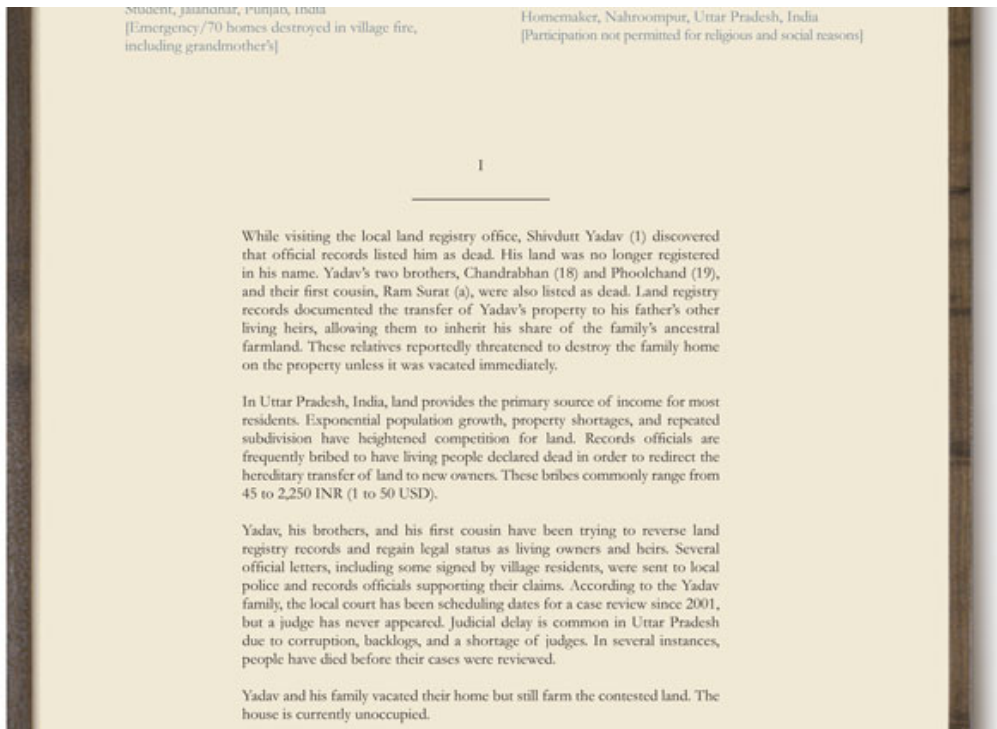 Student, Jalandhar, Punjab, India
[Emergency/70 homes destroyed in village fire,
including grandmother's]
Homemaker, Nahroompur, Uttar Pradesh, India
[Participation not permitted for religious and social reasons]
I
While visiting the local land registry office, Shivdutt Yadav (1) discovered
that official records listed him as dead. His land was no longer registered
in his name. Yadav's two brothers, Chandrabhan (18) and Phoolchand (19),
and their first cousin, Ram Surat (a), were also listed as dead. Land registry
records documented the transfer of Yadav's property to his father's other
living heirs, allowing them to inherit his share of the family's ancestral
farmland. These relatives reportedly threatened to destroy the family home
on the property unless it was vacated immediately.
In Uttar Pradesh, India, land provides the primary source of income for most
residents. Exponential population growth, property shortages, and repeated
subdivision have heightened competition for land. Records officials are
frequently bribed to have living people declared dead in order to redirect the
hereditary transfer of land to new owners. These bribes commonly range from
45 to 2,250 INR (1 to 50 USD).
Yadav, his brothers, and his first cousin have been trying to reverse land
registry records and regain legal status as living owners and heirs. Several
official letters, including some signed by village residents, were sent to local
police and records officials supporting their claims. According to the Yadav
family, the local court has been scheduling dates for a case review since 2001,
but a judge has never appeared. Judicial delay is common in Uttar Pradesh
due to corruption, backlogs, and a shortage of judges. In several instances,
people have died before their cases were reviewed.
Yadav and his family vacated their home but still farm the contested land. The
house is currently unoccupied.